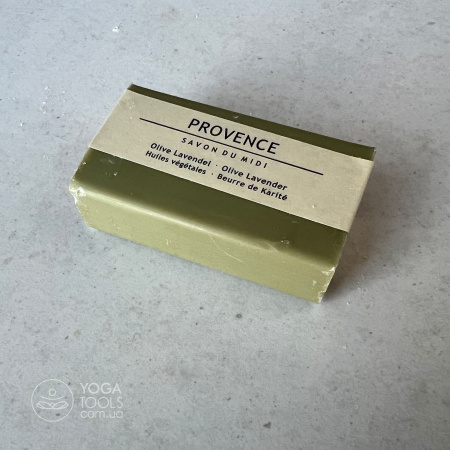 PROVENCE
SAVON DU MIDI
Olive Lavendel · Olive Lavender
Huiles végétales · Beurre de Karité
YOGA
TOOLS
com.ua